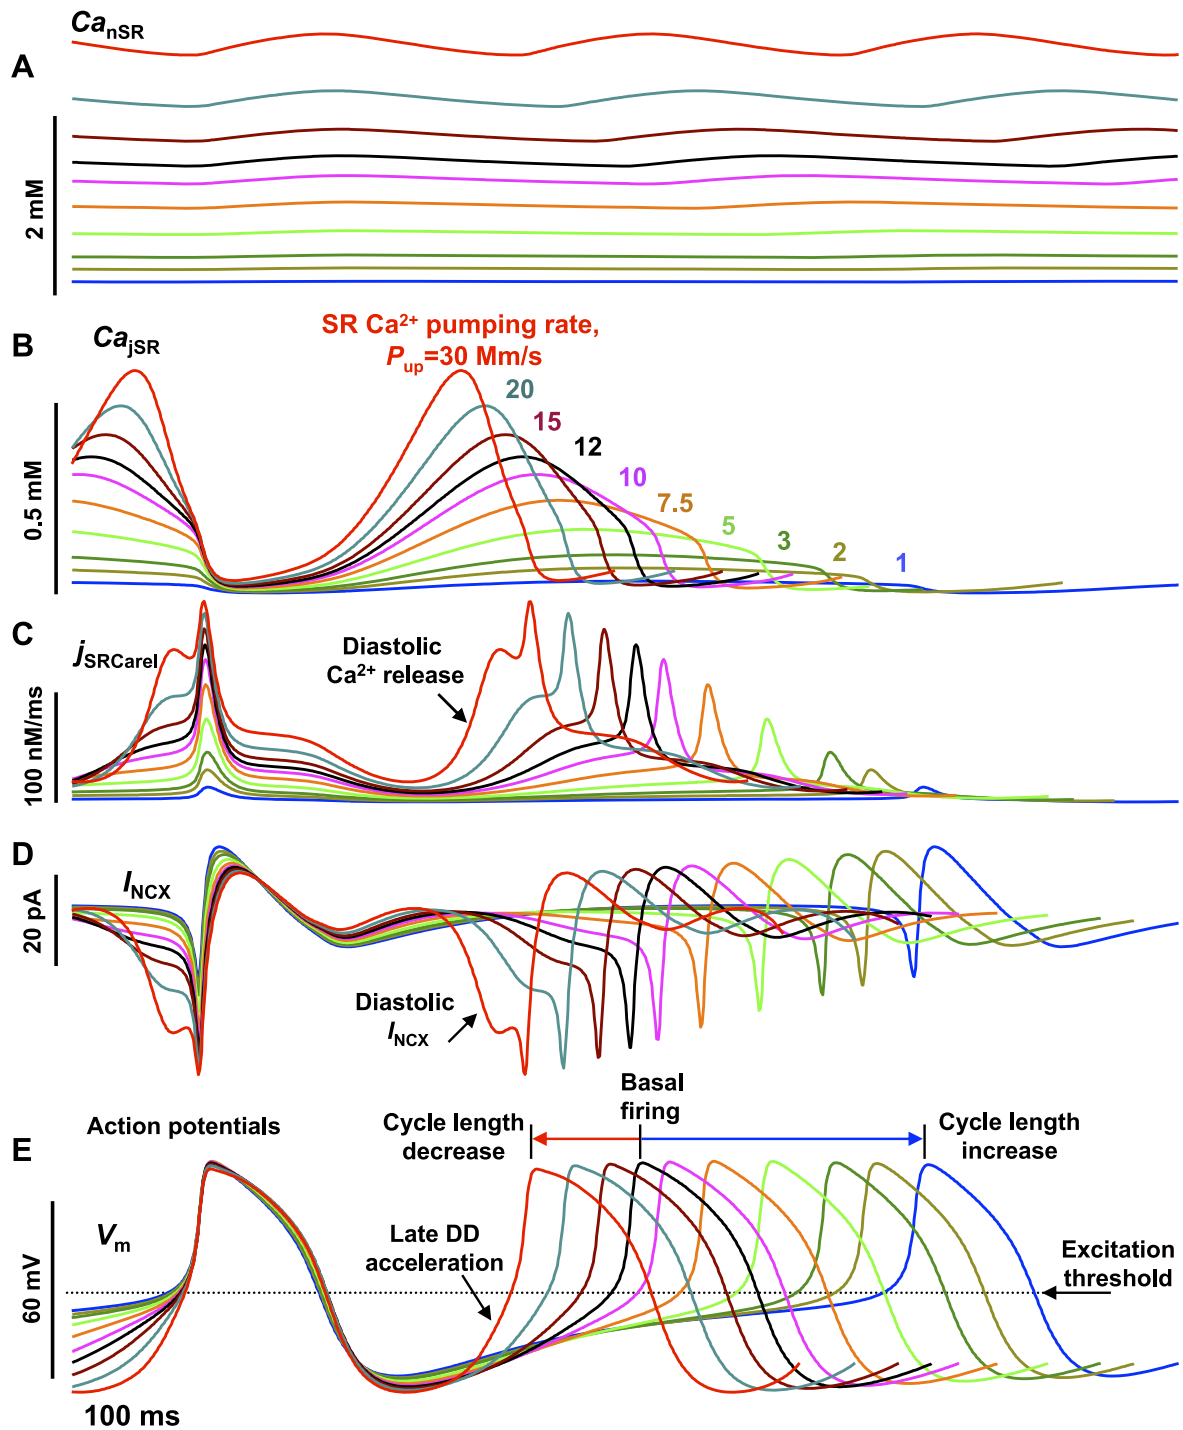 Ca_nSR
A
2 mM
B
Ca_jSR
SR Ca²⁺ pumping rate,
P_up=30 Mm/s
20
15
12
10
7.5
5
3
2
1
0.5 mM
C
j_SRCarel
Diastolic
Ca²⁺ release
100 nM/ms
D
I_NCX
20 pA
Diastolic
I_NCX
Basal
firing
Action potentials
Cycle length
decrease
Cycle length
increase
E
V_m
Late DD
acceleration
Excitation
threshold
60 mV
100 ms